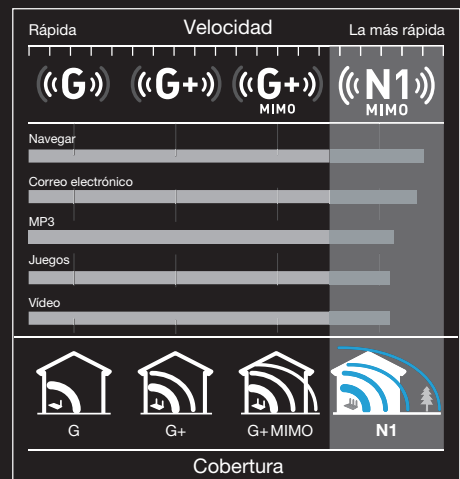 Rápida Velocidad La más rápida
G G+ G+ N1
MIMO MIMO
Navegar
Correo electrónico
MP3
Juegos
Vídeo
G G+ G+MIMO N1
Cobertura